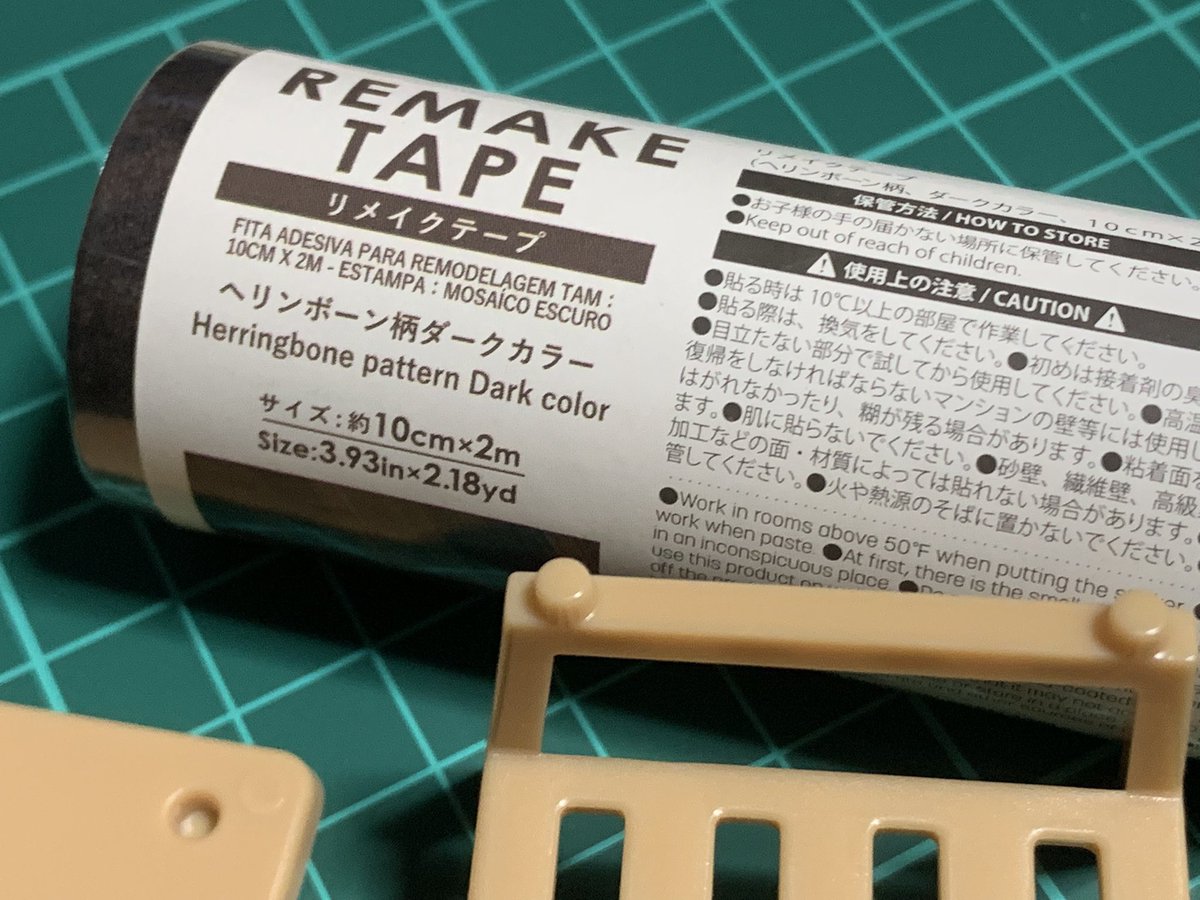 REMAKE
TAPE
リメイクテープ
FITA ADESIVA PARA REMODELAGEM TAM :
10CM X 2M - ESTAMPA : MOSAÍCO ESCURO
ヘリンボーン柄ダークカラー
Herringbone pattern Dark color
サイズ:約10cm×2m
Size:3.93in×2.18yd
リメイクテープ
(ヘリンボーン柄、ダークカラー、10cm×
保管方法 / HOW TO STORE
●お子様の手の届かない場所に保管してください。
●Keep out of reach of children.
⚠ 使用上の注意 / CAUTION ⚠
●貼る時は 10℃以上の部屋で作業してください。
●貼る際は、換気をしてください。●初めは接着剤の臭
●目立たない部分で試してから使用してください。●高温
復帰をしなければならないマンションの壁等には使用し
はがれなかったり、糊が残る場合があります。●粘着面を
ます。●肌に貼らないでください。●砂壁、繊維壁、高級
加工などの面・材質によっては貼れない場合があります。
管してください。●火や熱源のそばに置かないでください。
●Work in rooms above 50°F when putting the
work when paste. ●At first, there is the
in an inconspicuous place.
use this product on
off the